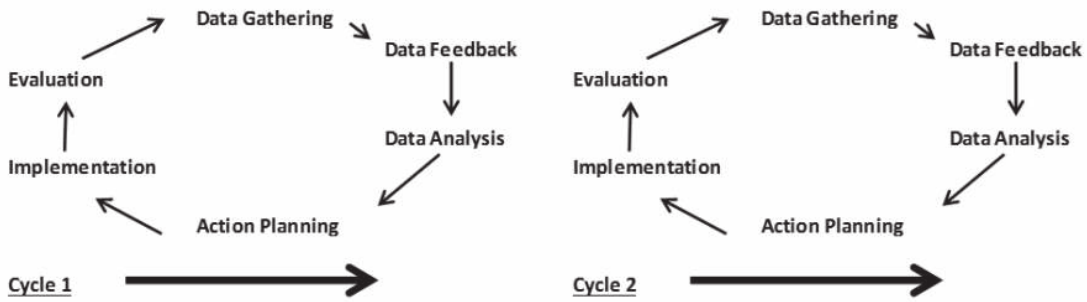 Data Gathering
Data Feedback
Evaluation
Data Analysis
Implementation
Action Planning
Cycle 1
Data Gathering
Data Feedback
Evaluation
Data Analysis
Implementation
Action Planning
Cycle 2